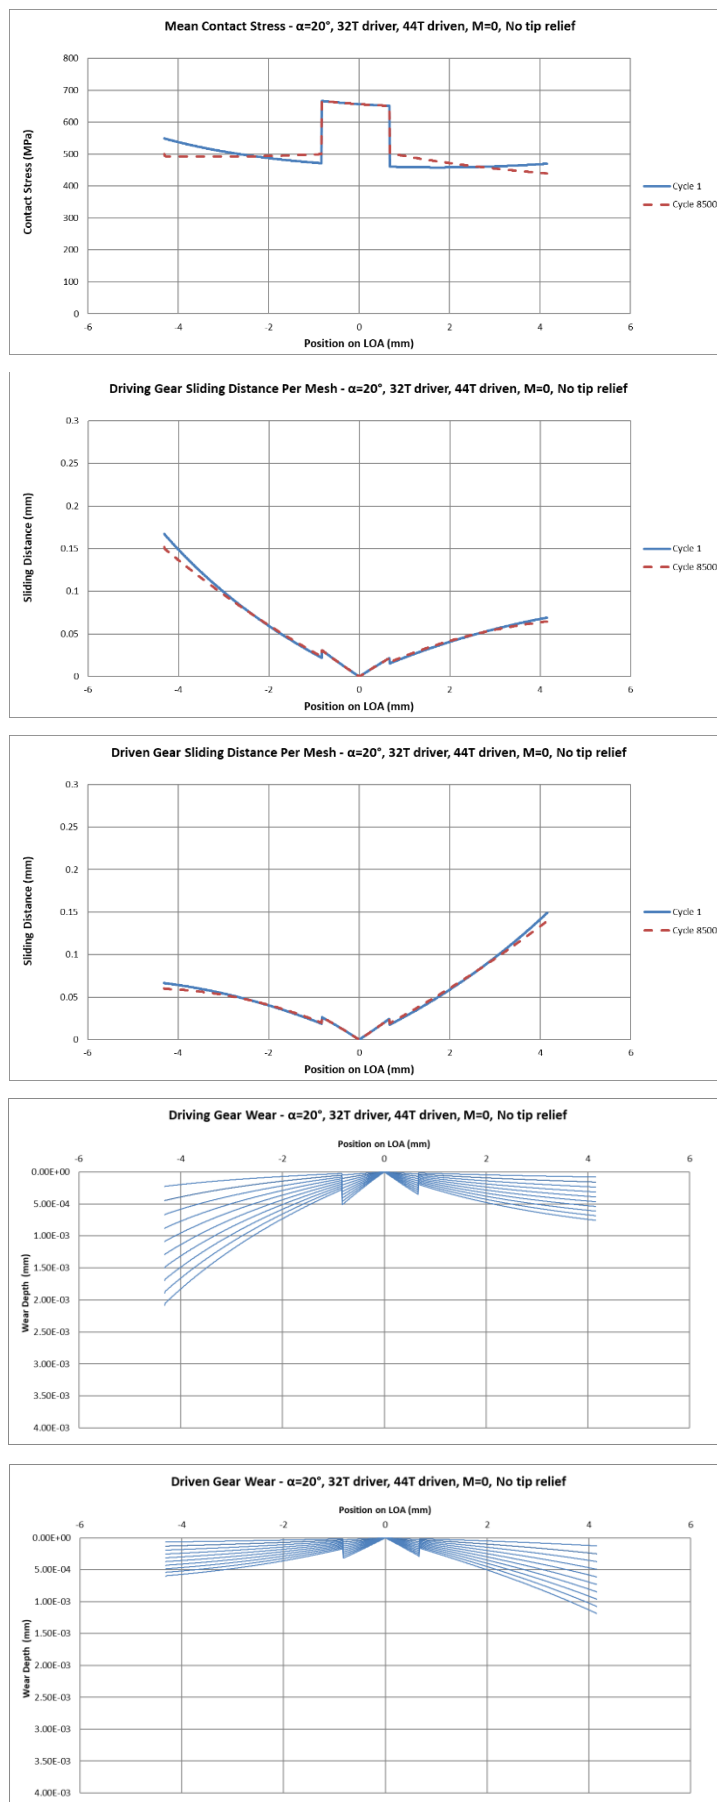 Mean Contact Stress - α=20°, 32T driver, 44T driven, M=0, No tip relief
800
700
600
500
400
300
200
100
0
Contact Stress (MPa)
-6 -4 -2 0 2 4 6
Position on LOA (mm)
Cycle 1
Cycle 8500
Driving Gear Sliding Distance Per Mesh - α=20°, 32T driver, 44T driven, M=0, No tip relief
0.3
0.25
0.2
0.15
0.1
0.05
0
Sliding Distance (mm)
-6 -4 -2 0 2 4 6
Position on LOA (mm)
Cycle 1
Cycle 8500
Driven Gear Sliding Distance Per Mesh - α=20°, 32T driver, 44T driven, M=0, No tip relief
0.3
0.25
0.2
0.15
0.1
0.05
0
Sliding Distance (mm)
-6 -4 -2 0 2 4 6
Position on LOA (mm)
Cycle 1
Cycle 8500
Driving Gear Wear - α=20°, 32T driver, 44T driven, M=0, No tip relief
Position on LOA (mm)
-6 -4 -2 0 2 4 6
0.00E+00
5.00E-04
1.00E-03
1.50E-03
2.00E-03
2.50E-03
3.00E-03
3.50E-03
4.00E-03
Wear Depth (mm)
Driven Gear Wear - α=20°, 32T driver, 44T driven, M=0, No tip relief
Position on LOA (mm)
-6 -4 -2 0 2 4 6
0.00E+00
5.00E-04
1.00E-03
1.50E-03
2.00E-03
2.50E-03
3.00E-03
3.50E-03
4.00E-03
Wear Depth (mm)